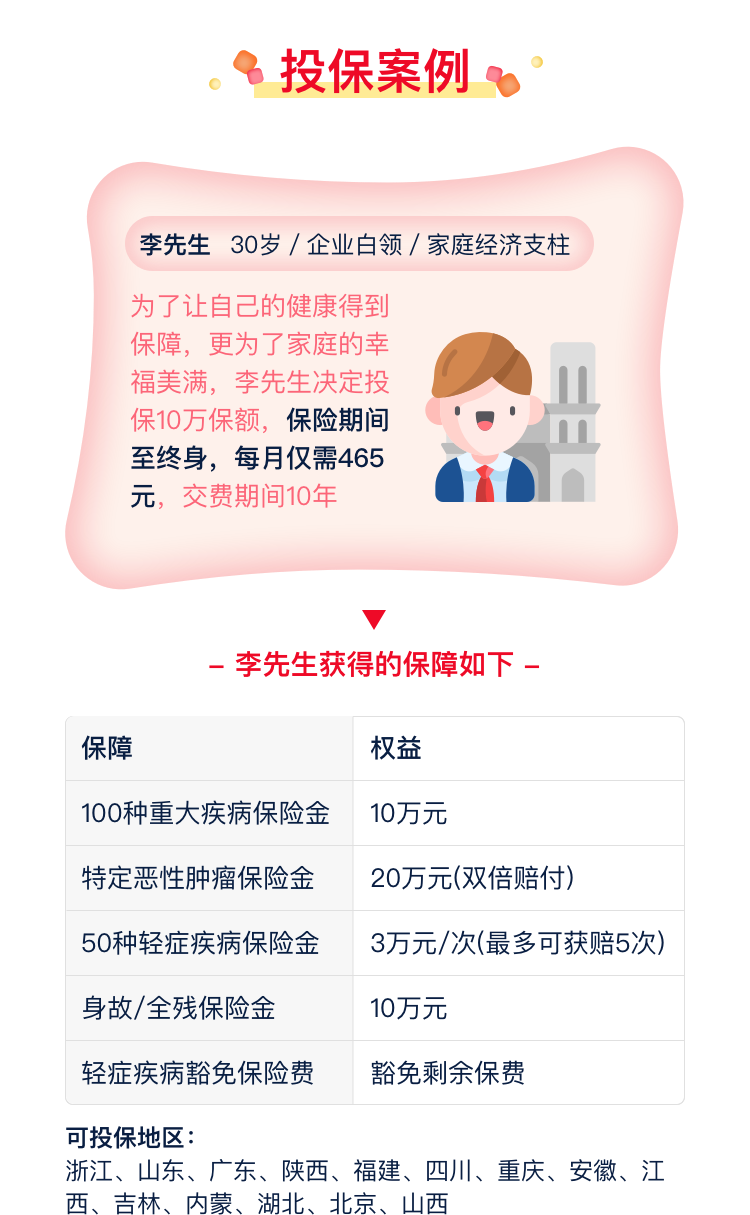 投保案例
李先生 30岁 / 企业白领 / 家庭经济支柱
为了让自己的健康得到
保障，更为了家庭的幸
福美满，李先生决定投
保10万保额，保险期间
至终身，每月仅需465
元，交费期间10年
– 李先生获得的保障如下 –
保障 权益
100种重大疾病保险金 10万元
特定恶性肿瘤保险金 20万元(双倍赔付)
50种轻症疾病保险金 3万元/次(最多可获赔5次)
身故/全残保险金 10万元
轻症疾病豁免保险费 豁免剩余保费
可投保地区：
浙江、山东、广东、陕西、福建、四川、重庆、安徽、江
西、吉林、内蒙、湖北、北京、山西